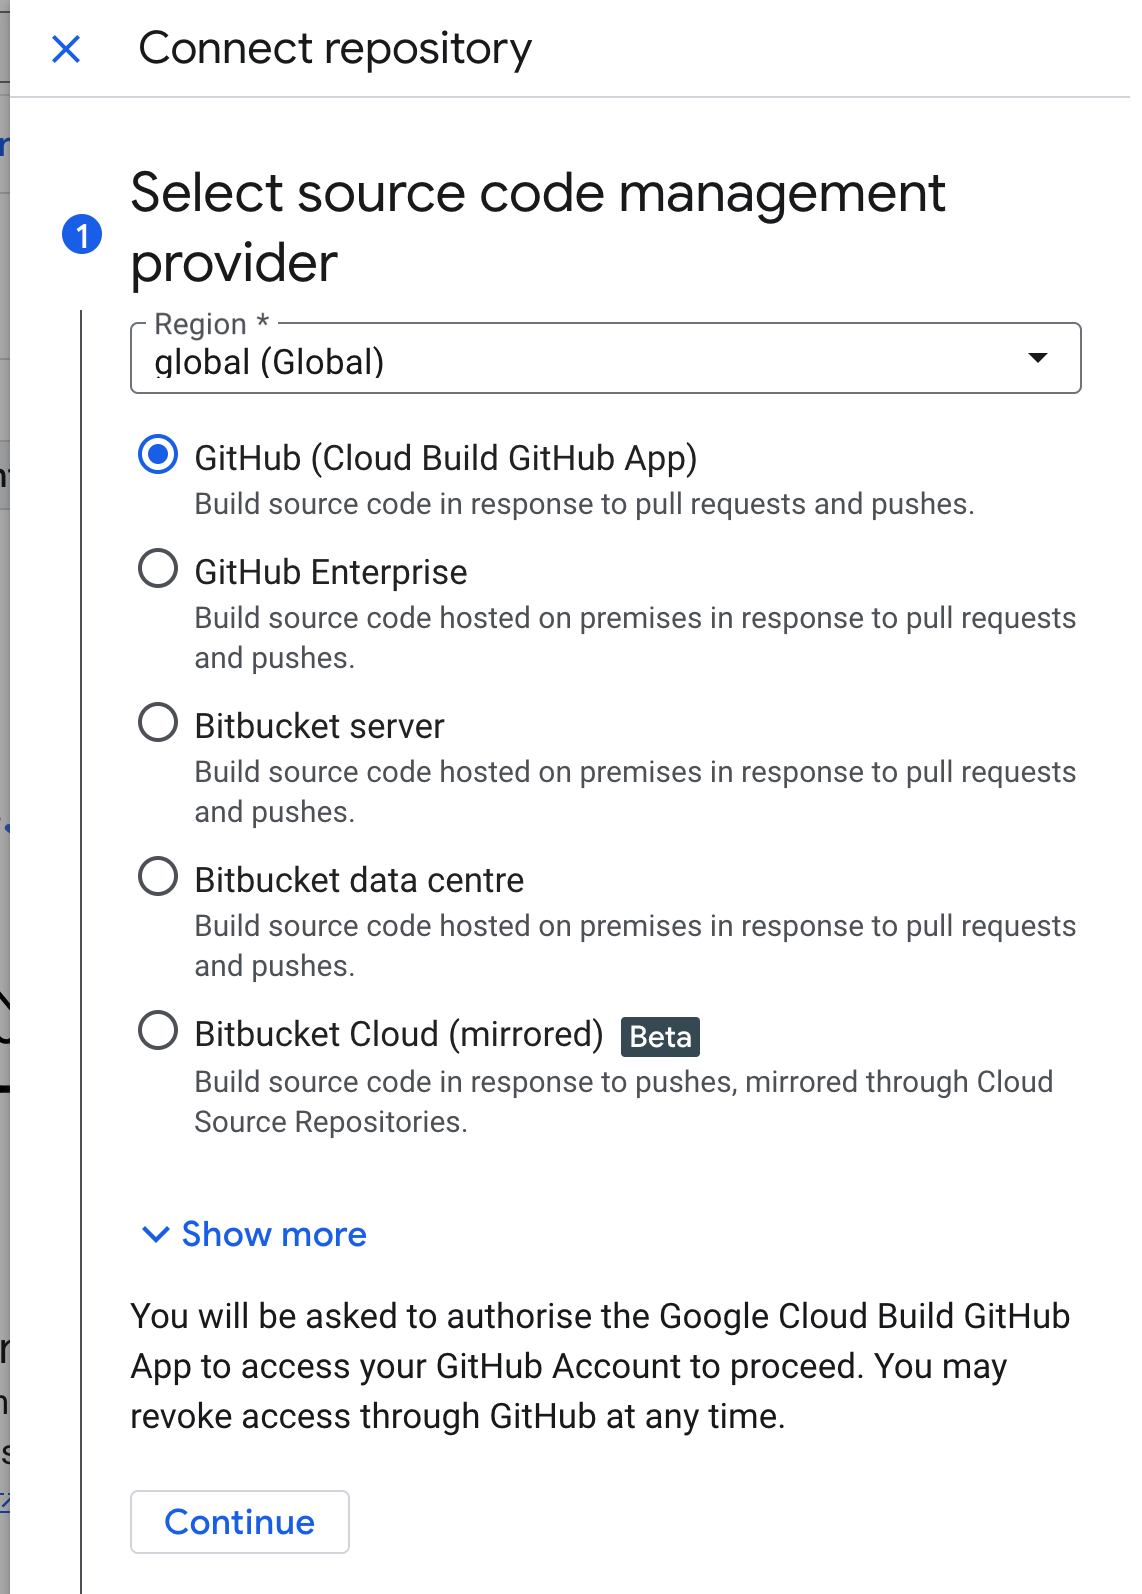 Connect repository
1
Select source code management
provider
Region *
global (Global)
GitHub (Cloud Build GitHub App)
Build source code in response to pull requests and pushes.
GitHub Enterprise
Build source code hosted on premises in response to pull requests
and pushes.
Bitbucket server
Build source code hosted on premises in response to pull requests
and pushes.
Bitbucket data centre
Build source code hosted on premises in response to pull requests
and pushes.
Bitbucket Cloud (mirrored) Beta
Build source code in response to pushes, mirrored through Cloud
Source Repositories.
Show more
You will be asked to authorise the Google Cloud Build GitHub
App to access your GitHub Account to proceed. You may
revoke access through GitHub at any time.
Continue